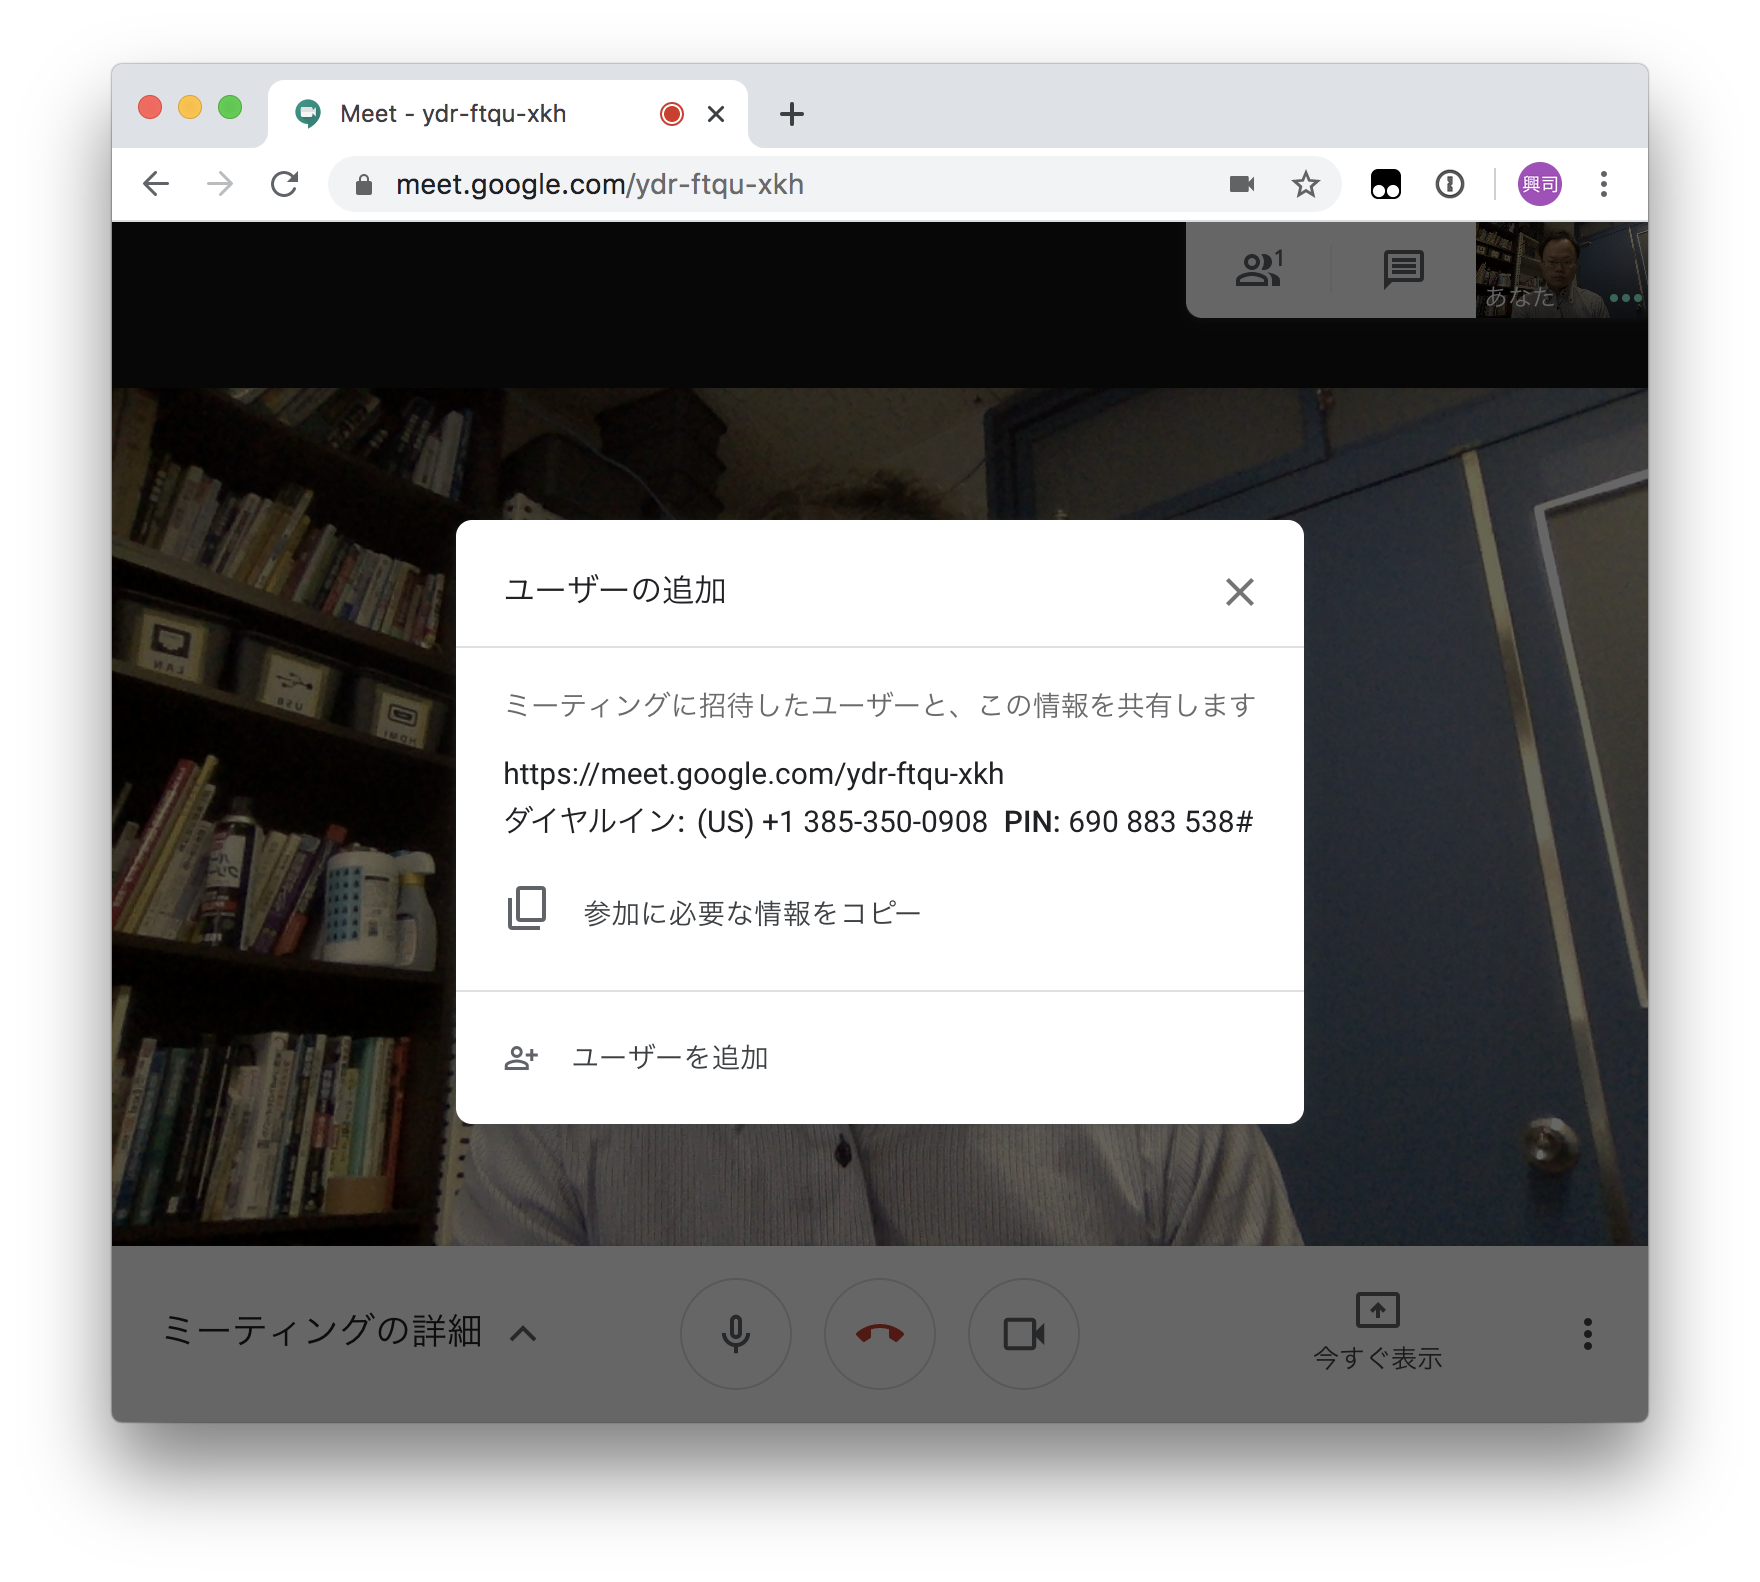 Meet - ydr-ftqu-xkh
meet.google.com/ydr-ftqu-xkh
興司
1
あなた
LAN
USB
HDMI
ユーザーの追加
ミーティングに招待したユーザーと、この情報を共有します
https://meet.google.com/ydr-ftqu-xkh
ダイヤルイン: (US) +1 385-350-0908 PIN: 690 883 538#
参加に必要な情報をコピー
ユーザーを追加
ミーティングの詳細
今すぐ表示